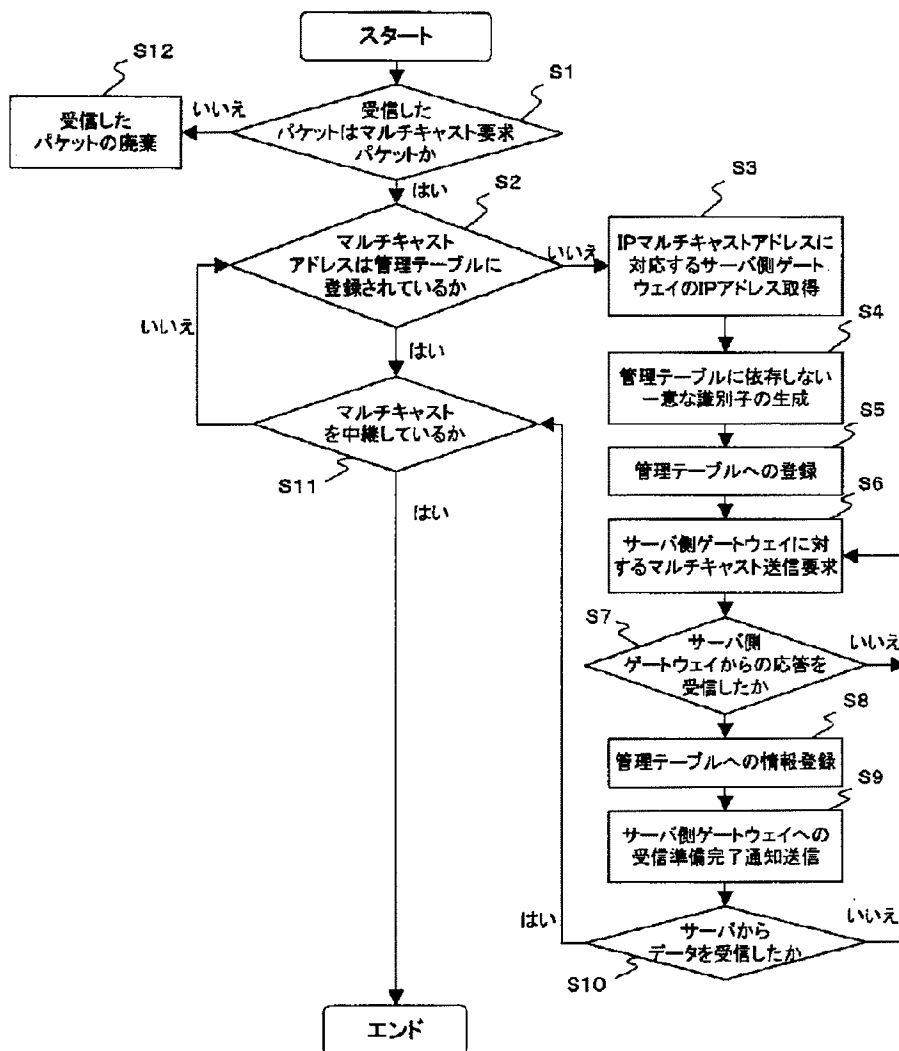 スタート
S12
S1
受信した
パケットの廃棄
いいえ
受信した
パケットはマルチキャスト要求
パケットか
はい
S2
S3
マルチキャスト
アドレスは管理テーブルに
登録されているか
いいえ
IPマルチキャストアドレスに
対応するサーバ側ゲート
ウェイのIPアドレス取得
いいえ
はい
S4
管理テーブルに依存しない
一意な識別子の生成
マルチキャスト
を中継しているか
S11
S5
管理テーブルへの登録
はい
S6
サーバ側ゲートウェイに対
するマルチキャスト送信要求
S7
サーバ側
ゲートウェイからの応答を
受信したか
いいえ
S8
管理テーブルへの情報登録
S9
サーバ側ゲートウェイへの
受信準備完了通知送信
はい
サーバから
データを受信したか
いいえ
S10
エンド